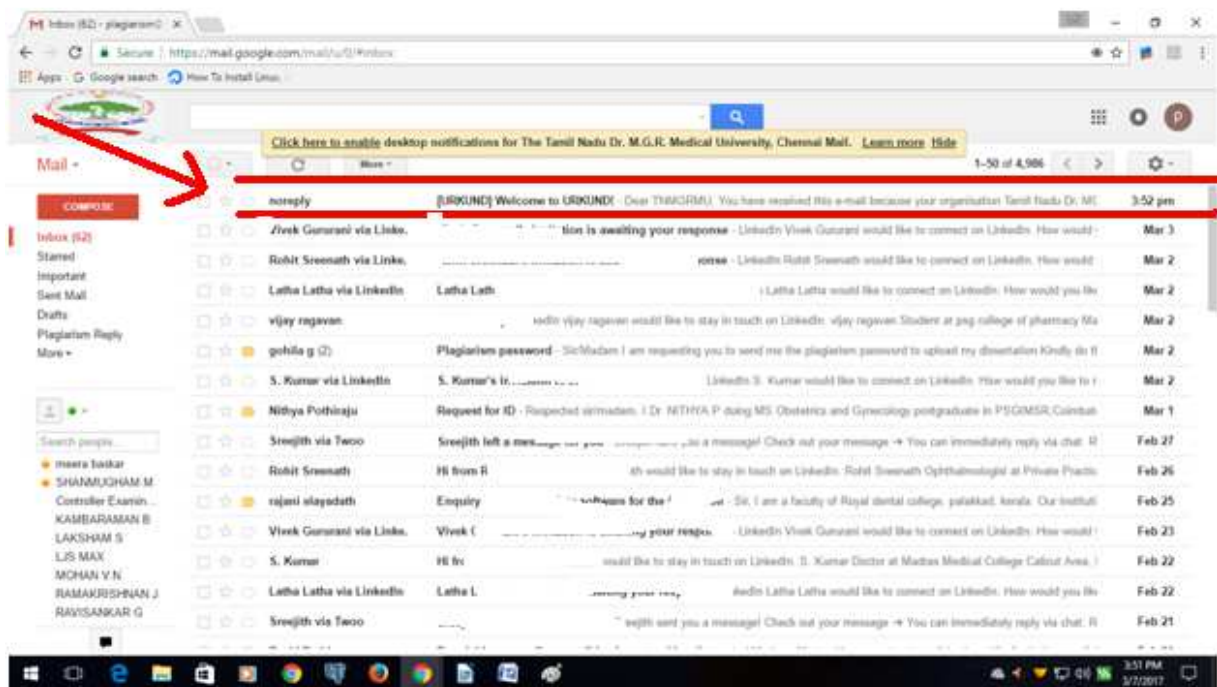 Inbox (62) - plagiarism
Secure | https://mail.google.com/mail/u/0/#inbox
Apps G Google search How To Install Linux
Click here to enable desktop notifications for The Tamil Nadu Dr. M.G.R. Medical University, Chennai Mail. Learn more Hide
Mail
More
1-50 of 4,986
COMPOSE
Inbox (62)
Starred
Important
Sent Mail
Drafts
Plagiarism Reply
More
Search people...
meera baskar
SHANMUGHAM M
Controller Examin...
KAMBARAMAN B
LAKSHAM S
LJS MAX
MOHAN V N
RAMAKRISHNAN J
RAVISANKAR G
noreply [URKUND] Welcome to URKUND! - Dear TNMGRMU, You have received this e-mail because your organisation Tamil Nadu Dr. MG 3:52 pm
Vivek Gururani via Linke. tion is awaiting your response - LinkedIn Vivek Gururani would like to connect on LinkedIn. How would Mar 3
Rohit Sreenath via Linke. onse - LinkedIn Rohit Sreenath would like to connect on LinkedIn. How would Mar 2
Latha Latha via LinkedIn Latha Lath Latha Latha would like to connect on LinkedIn. How would you like Mar 2
vijay ragavan kedIn vijay ragavan would like to stay in touch on LinkedIn. vijay ragavan Student at psg college of pharmacy Ma Mar 2
gohila g (2) Plagiarism password - Sir/Madam I am requesting you to send me the plagiarism password to upload my dissertation Kindly do t Mar 2
S. Kumar via LinkedIn S. Kumar's LinkedIn S. Kumar would like to connect on LinkedIn. How would you like to r Mar 2
Nithya Pothiraju Request for ID - Respected sir/madam, I Dr. NITHYA P doing MS Obstetrics and Gynecology postgraduate in PSGIMSR,Coimbat Mar 1
Sreejith via Twoo Sreejith left a you a message! Check out your message → You can immediately reply via chat. R Feb 27
Rohit Sreenath Hi from R ith would like to stay in touch on LinkedIn. Rohit Sreenath Ophthalmologist at Private Practic Feb 26
rajani elayadath Enquiry software for the - Sir, I am a faculty of Royal dental college, palakkad, kerala. Our instituti Feb 25
Vivek Gururani via Linke. Vivek your respo - LinkedIn Vivek Gururani would like to connect on LinkedIn. How would Feb 23
S. Kumar Hi fro would like to stay in touch on LinkedIn. S. Kumar Doctor at Madras Medical College Calicut Area, Feb 22
Latha Latha via LinkedIn Latha L kedIn Latha Latha would like to connect on LinkedIn. How would you like Feb 22
Sreejith via Twoo eejith sent you a message! Check out your message → You can immediately reply via chat. R Feb 21
3:51 PM
3/7/2017